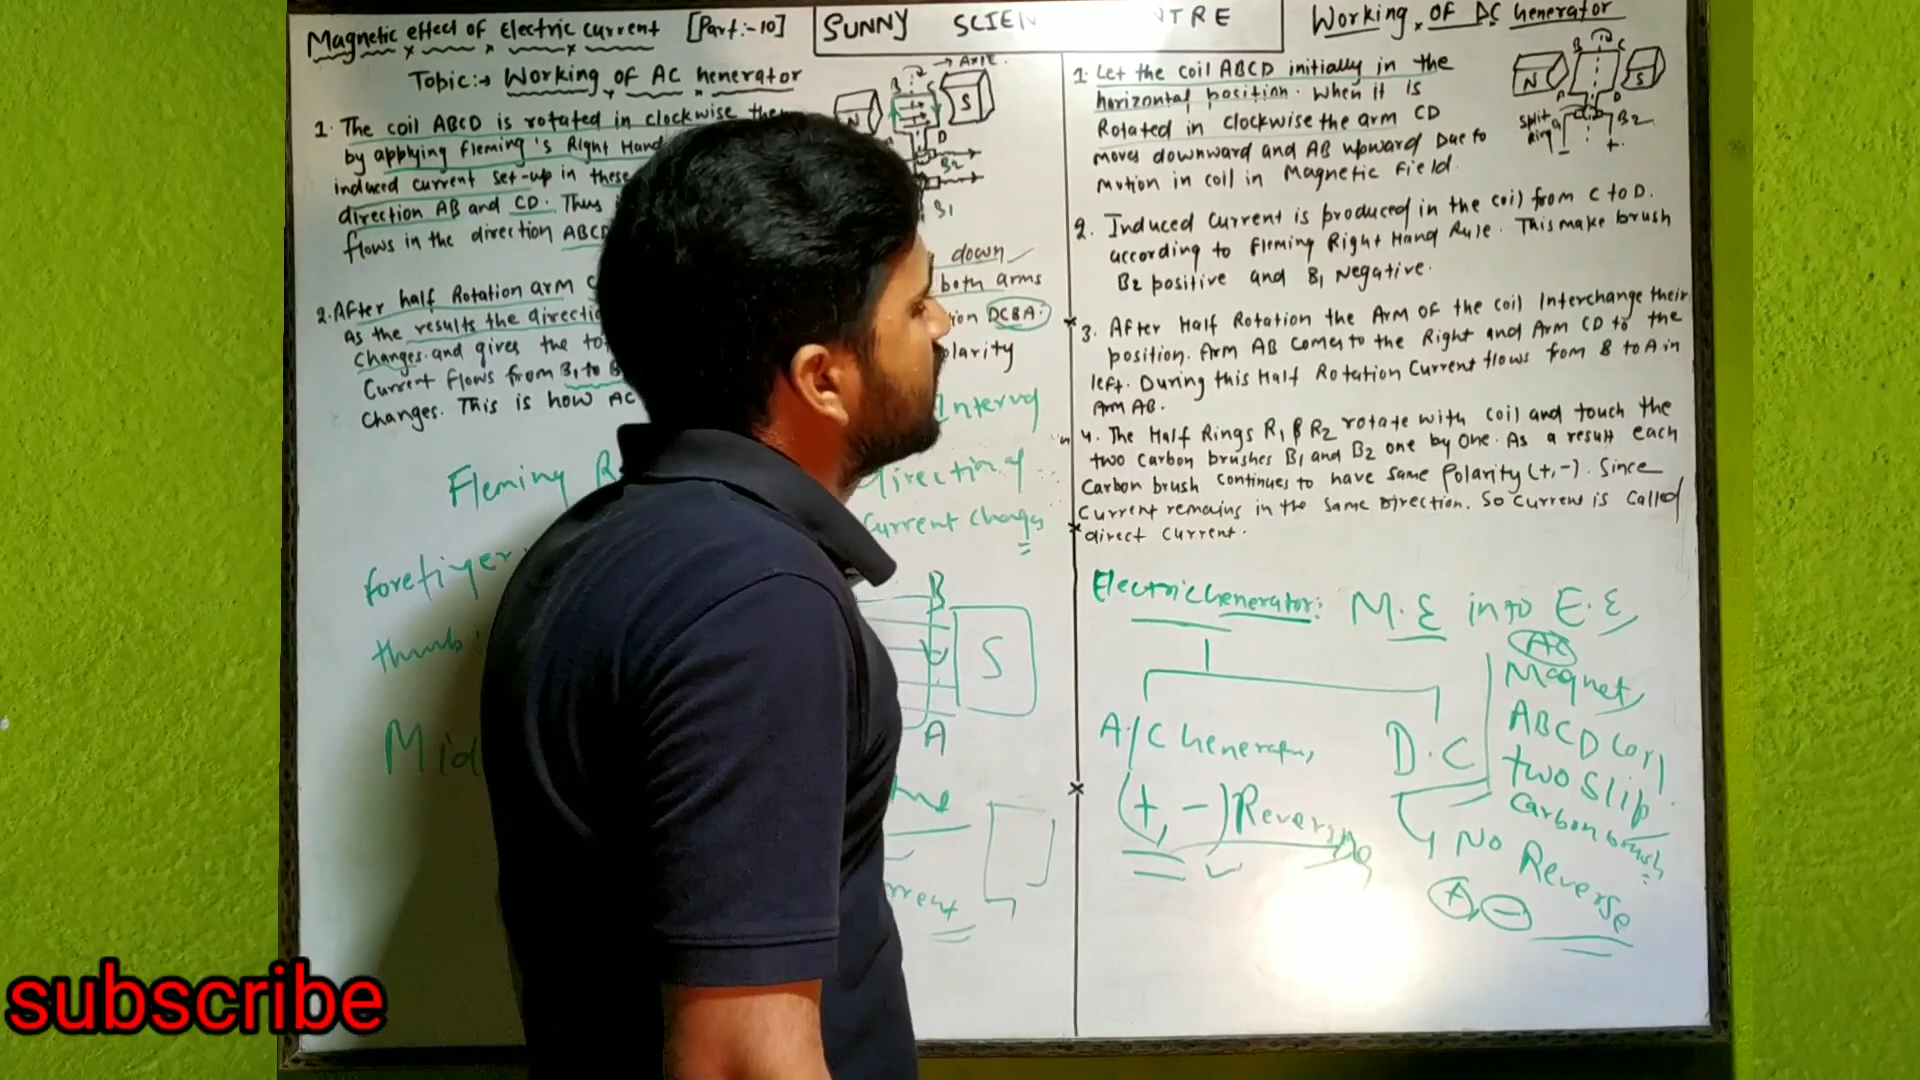 Magnetic effect of Electric current [Part:-10]
Topic:→ Working of AC Generator
1. The coil ABCD is rotated in clockwise then
by applying Fleming's Right Hand
induced current set-up in these
direction AB and CD. Thus
flows in the direction ABCD
2. After half Rotation arm C
As the results the directio
changes and gives the to
current flows from B1 to B
changes. This is how AC
down
both arms
ion DCBA.
olarity
Interval
direction of
current changes
Fleming R
forefinger
thumb
Mid
B
S
A
rrent
SUNNY SCIEN NTRE
AXLE
B C
N S
D
B2
B1
Working of DC Generator
1. Let the coil ABCD initially in the
horizontal position. When it is
Rotated in clockwise the arm CD
moves downward and AB upward Due to
motion in coil in Magnetic Field.
2. Induced current is produced in the coil from C to D.
according to Fleming Right Hand Rule. This make brush
B2 positive and B1 Negative.
3. After Half Rotation the Arm of the coil Interchange their
position. Arm AB comes to the Right and Arm CD to the
left. During this Half Rotation Current flows from B to A in
Arm AB.
4. The Half Rings R1 & R2 rotate with coil and touch the
two carbon brushes B1 and B2 one by one. As a result each
Carbon brush continues to have same Polarity (+,-). Since
Current remains in the same Direction. So Current is called
direct current.
B C
N S
A D
split
ring
B2
+
Electric Generator: M.E into E.E
A/C Generator,
(+, -) Reverse
D.C
No Reverse
+ -
AC
Magnet,
ABCD Coil
two Slip
Carbon brush
subscribe